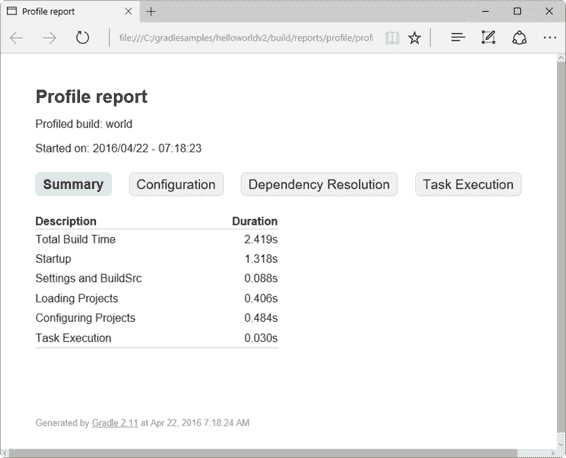 Profile report
file:///C:/gradlesamples/helloworldv2/build/reports/profile/profi
Profile report
Profiled build: world
Started on: 2016/04/22 - 07:18:23
Summary Configuration Dependency Resolution Task Execution
Description Duration
Total Build Time 2.419s
Startup 1.318s
Settings and BuildSrc 0.088s
Loading Projects 0.406s
Configuring Projects 0.484s
Task Execution 0.030s
Generated by Gradle 2.11 at Apr 22, 2016 7:18:24 AM